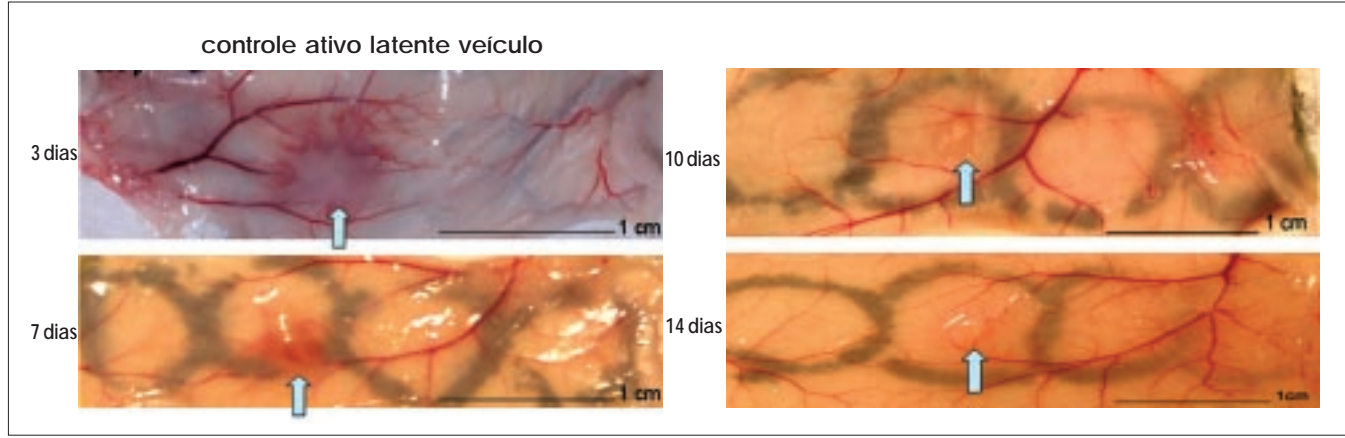 controle ativo latente veículo
3 dias
1 cm
7 dias
1 cm
10 dias
1 cm
14 dias
1cm